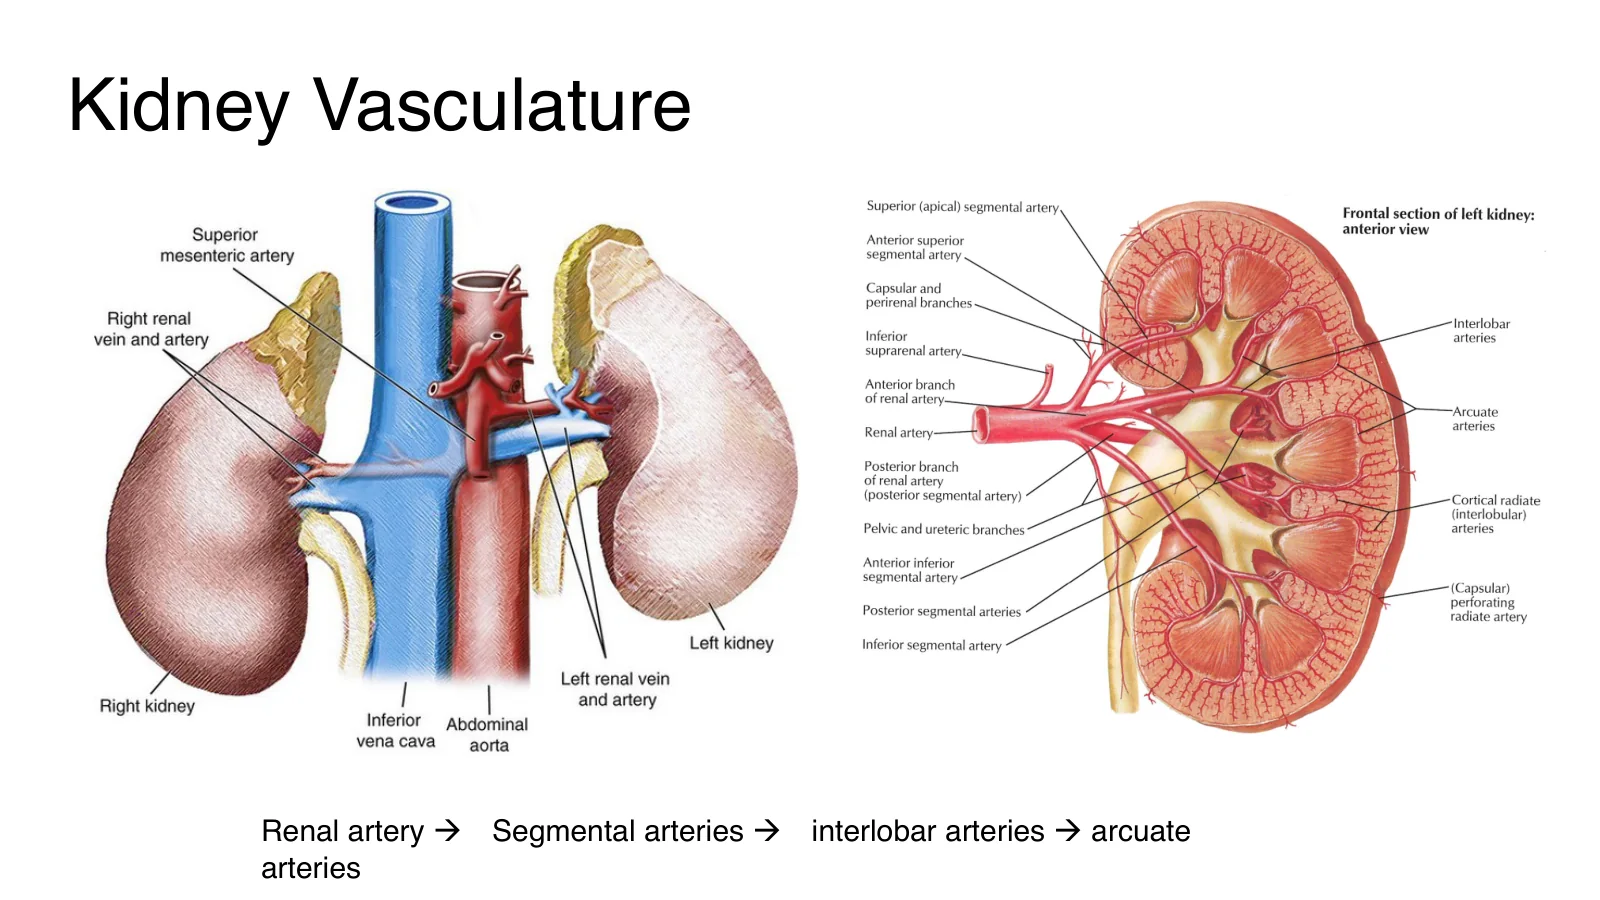 Kidney Vasculature
Superior
mesenteric artery
Right renal
vein and artery
Right kidney
Inferior
vena cava
Abdominal
aorta
Left renal vein
and artery
Left kidney
Superior (apical) segmental artery
Anterior superior
segmental artery
Capsular and
perirenal branches
Inferior
suprarenal artery
Anterior branch
of renal artery
Renal artery
Posterior branch
of renal artery
(posterior segmental artery)
Pelvic and ureteric branches
Anterior inferior
segmental artery
Posterior segmental arteries
Inferior segmental artery
Frontal section of left kidney:
anterior view
Interlobar
arteries
Arcuate
arteries
Cortical radiate
(interlobular)
arteries
(Capsular)
perforating
radiate artery
Renal artery → Segmental arteries → interlobar arteries → arcuate
arteries